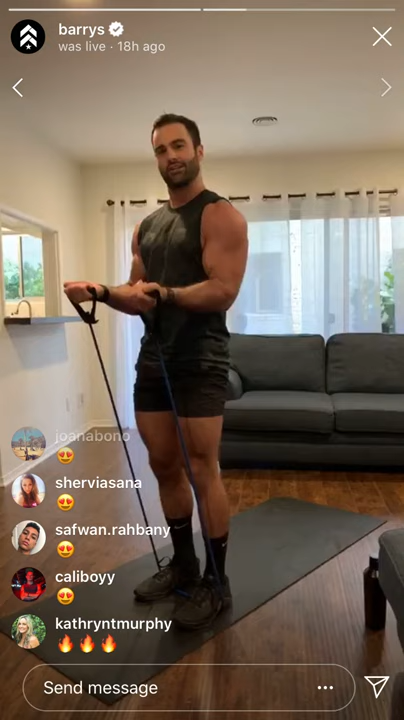 barrys
was live · 18h ago
joanabono
😍
sherviasana
😍
safwan.rahbany
😍
caliboyy
😍
kathryntmurphy
🔥🔥🔥
Send message